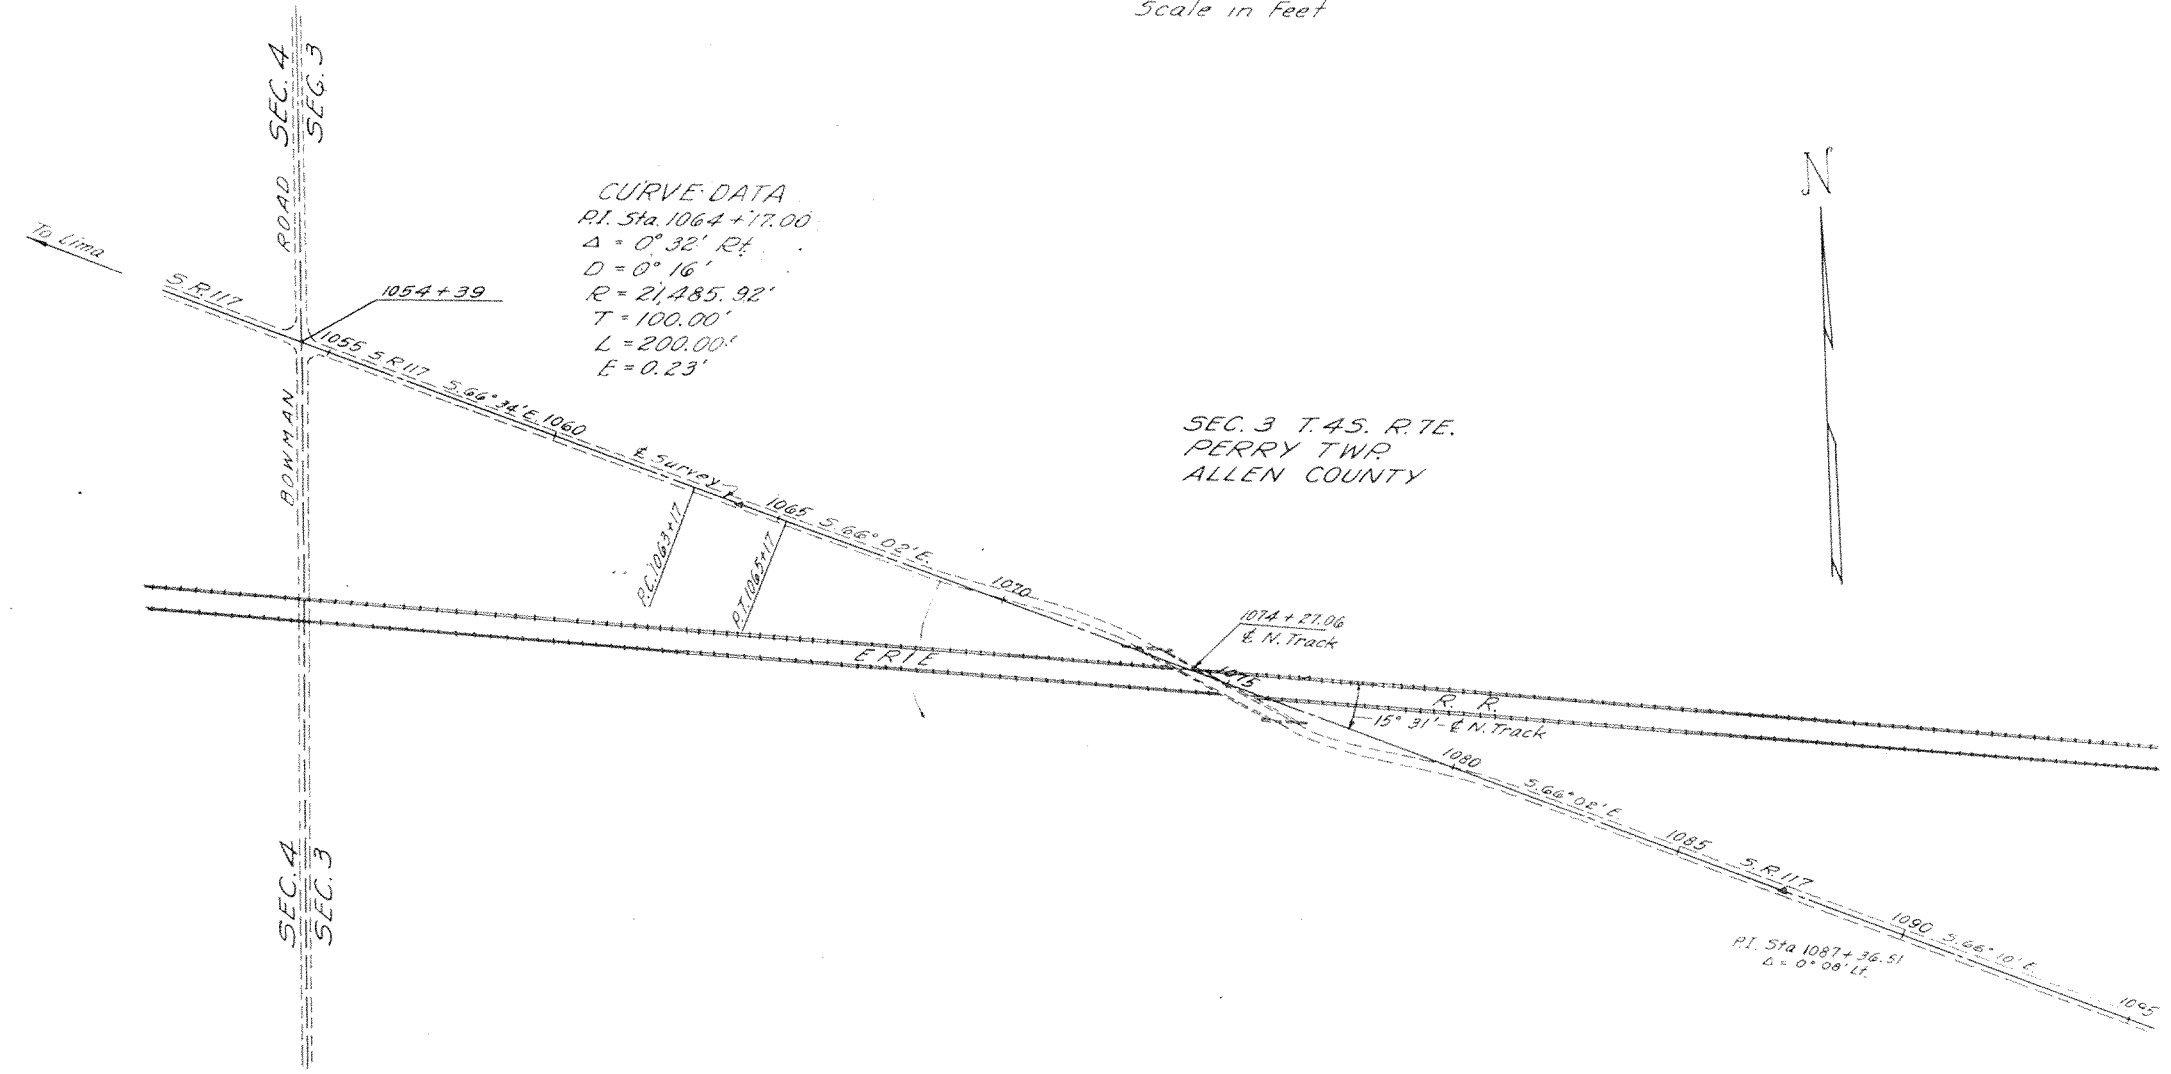 Scale in Feet
SEC. 4
SEC. 3
ROAD
N
CURVE DATA
P.I. Sta. 1064 + 17.00
Δ = 0° 32' Rt.
D = 0° 16'
R = 21,485.92'
T = 100.00'
L = 200.00'
E = 0.23'
To Lima
S.R. 117
1054 + 39
1055 S.R. 117 S.66°34'E. 1060
BOWMAN
℄ Survey
1065 S.66°02'E.
1070
P.C. 1063+17
P.T. 1065+17
SEC. 3 T. 4S. R. 7E.
PERRY TWP.
ALLEN COUNTY
1074 + 27.06
℄ N. Track
1075
ERIE
R. R.
15° 31' - ℄ N. Track
1080
S.66°02'E.
1085
S.R. 117
1090 S.66°10'E.
P.I. Sta 1087 + 36.51
Δ = 0° 08' Lt.
1095
SEC. 4
SEC. 3